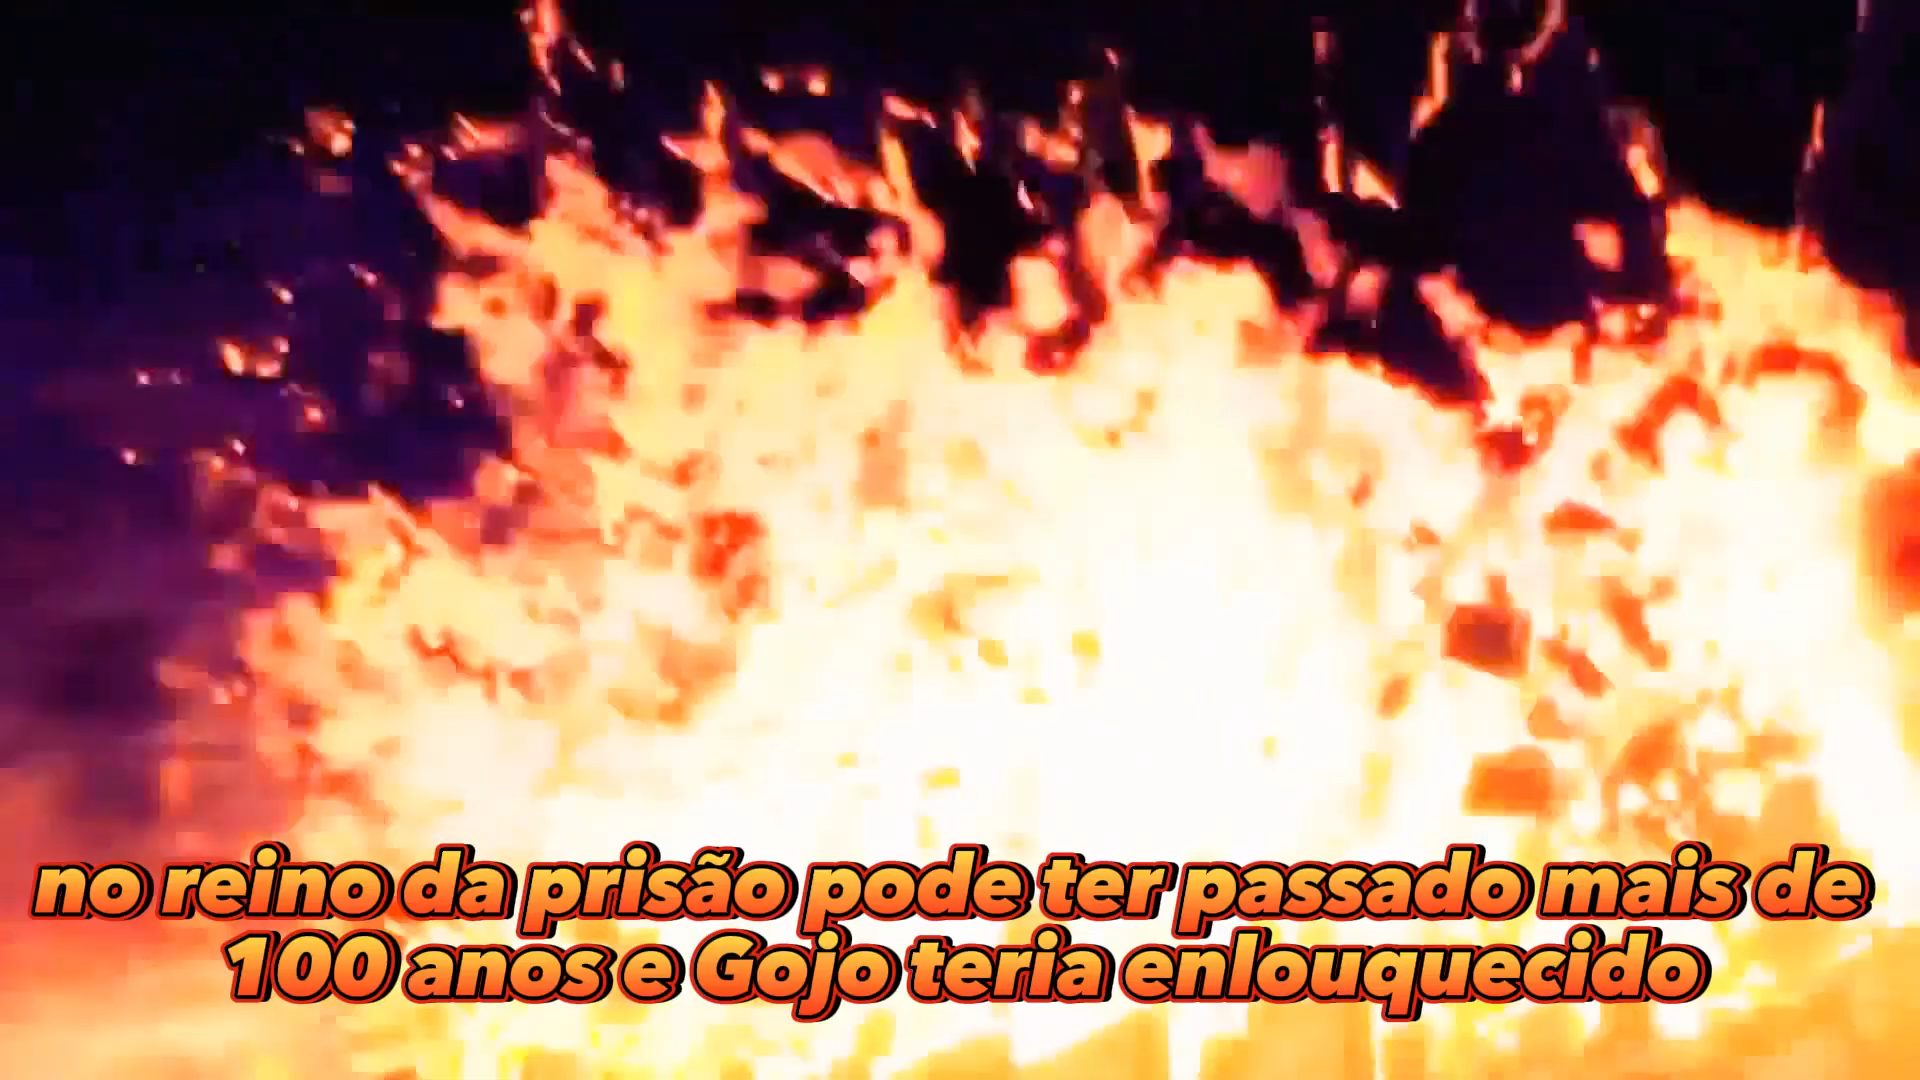 no reino da prisão pode ter passado mais de
100 anos e Gojo teria enlouquecido